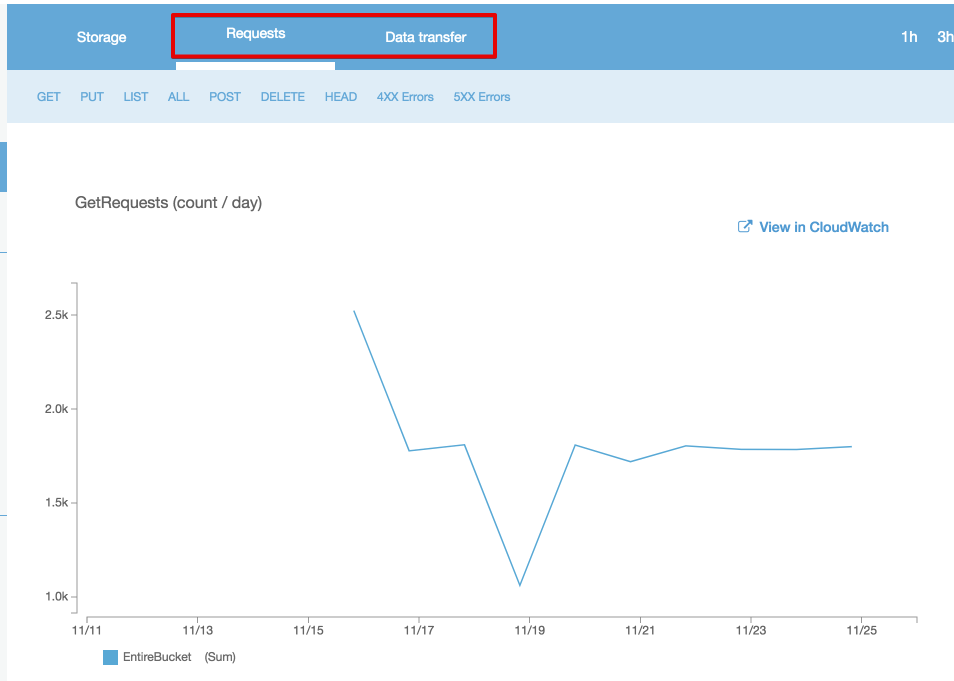 Storage Requests Data transfer 1h 3h
GET PUT LIST ALL POST DELETE HEAD 4XX Errors 5XX Errors
GetRequests (count / day)
View in CloudWatch
2.5k
2.0k
1.5k
1.0k
11/11 11/13 11/15 11/17 11/19 11/21 11/23 11/25
EntireBucket (Sum)